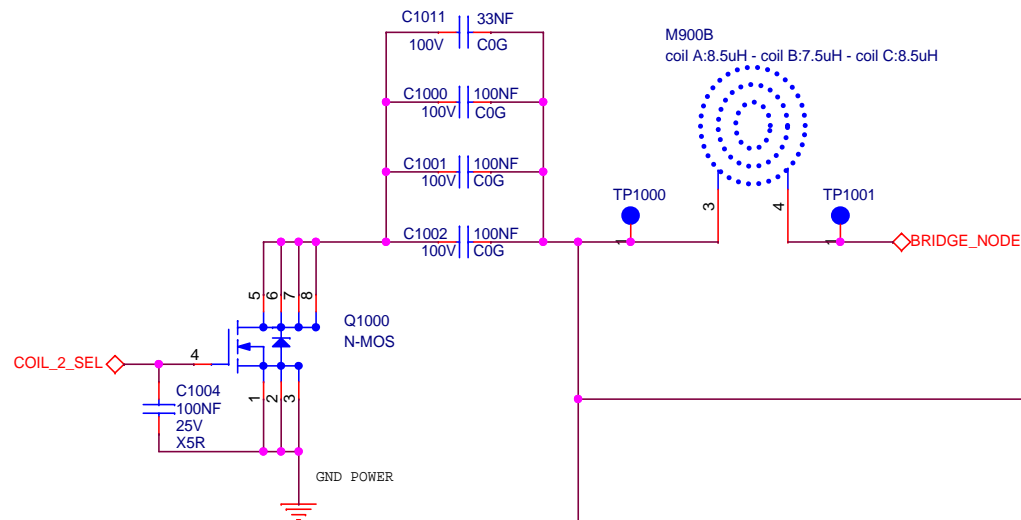 C1011 33NF
100V C0G
M900B
coil A:8.5uH - coil B:7.5uH - coil C:8.5uH
C1000 100NF
100V C0G
C1001 100NF
100V C0G
TP1000
TP1001
3
4
C1002 100NF
100V C0G
1
1
BRIDGE_NODE
5
6
7
8
Q1000
N-MOS
COIL_2_SEL
4
C1004
100NF
25V
X5R
1
2
3
GND POWER